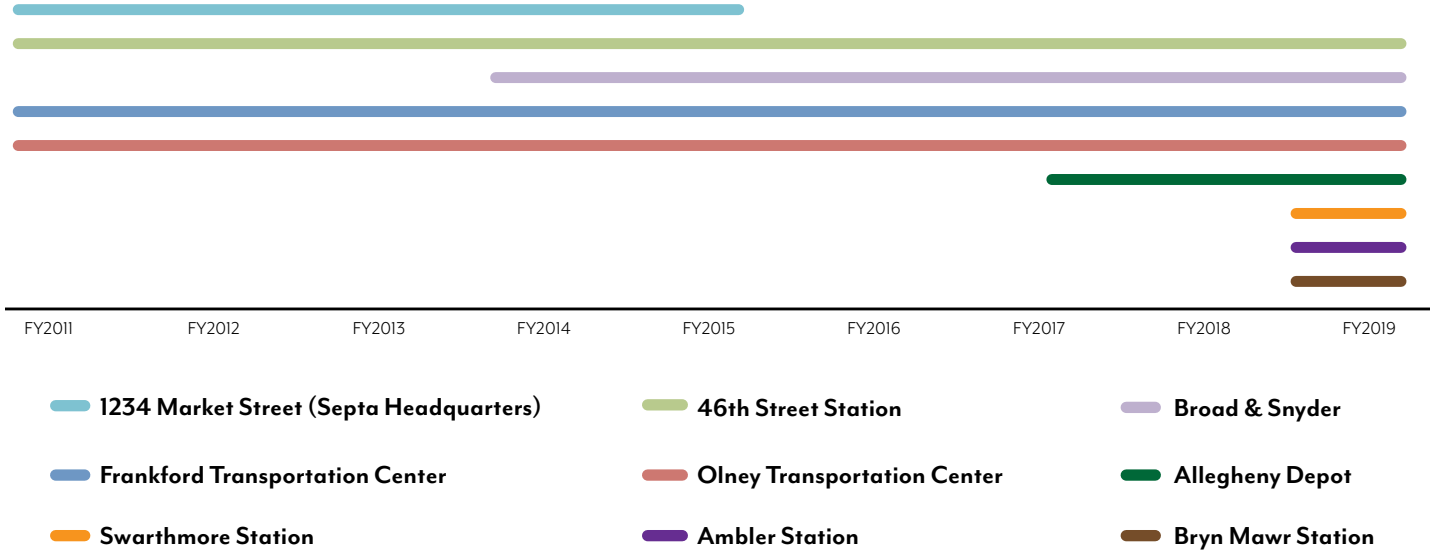 FY2011 FY2012 FY2013 FY2014 FY2015 FY2016 FY2017 FY2018 FY2019
1234 Market Street (Septa Headquarters) 46th Street Station Broad & Snyder
Frankford Transportation Center Olney Transportation Center Allegheny Depot
Swarthmore Station Ambler Station Bryn Mawr Station